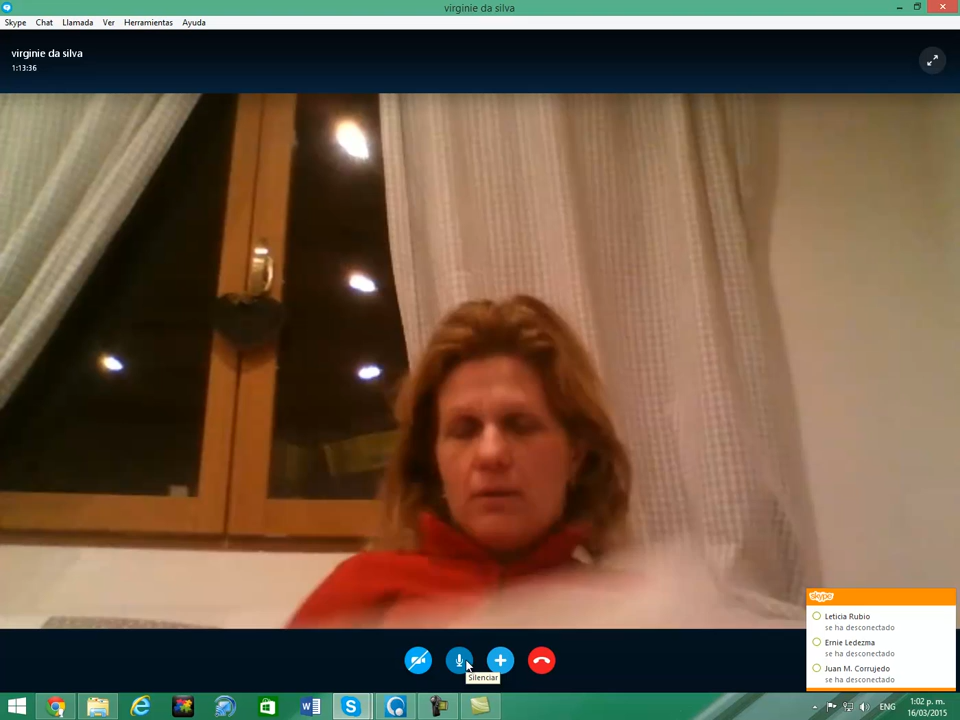 virginie da silva
Skype Chat Llamada Ver Herramientas Ayuda
virginie da silva
1:13:36
skype
Leticia Rubio
se ha desconectado
Ernie Ledezma
se ha desconectado
Juan M. Corrujedo
se ha desconectado
Silenciar
ENG
1:02 p. m.
16/03/2015